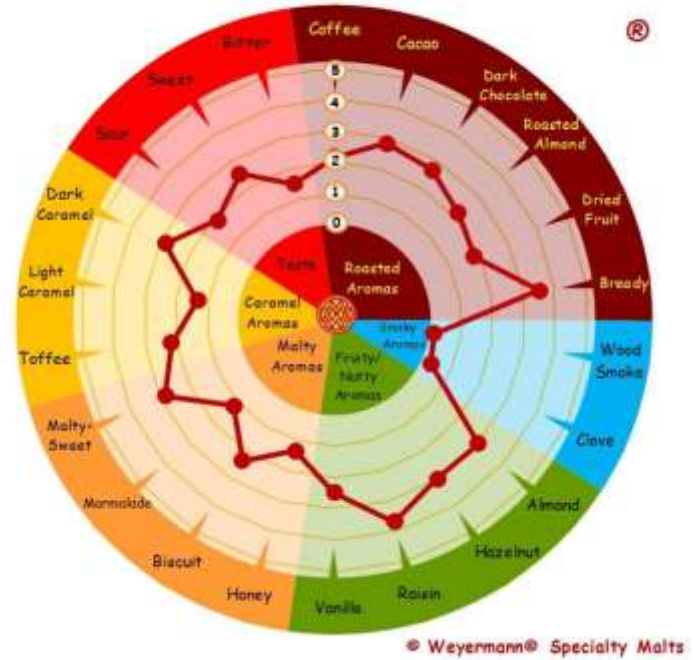 ®
Coffee
Cacao
Dark
Chocolate
Roasted
Almond
Dried
Fruit
Bready
Wood
Smoke
Clove
Almond
Hazelnut
Raisin
Vanilla
Honey
Biscuit
Marmalade
Malty-
Sweet
Toffee
Light
Caramel
Dark
Caramel
Sour
Sweet
Bitter
5
4
3
2
1
0
Taste
Roasted
Aromas
Caramel
Aromas
Smoky
Aromas
Malty
Aromas
Fruity/
Nutty
Aromas
© Weyermann® Specialty Malts